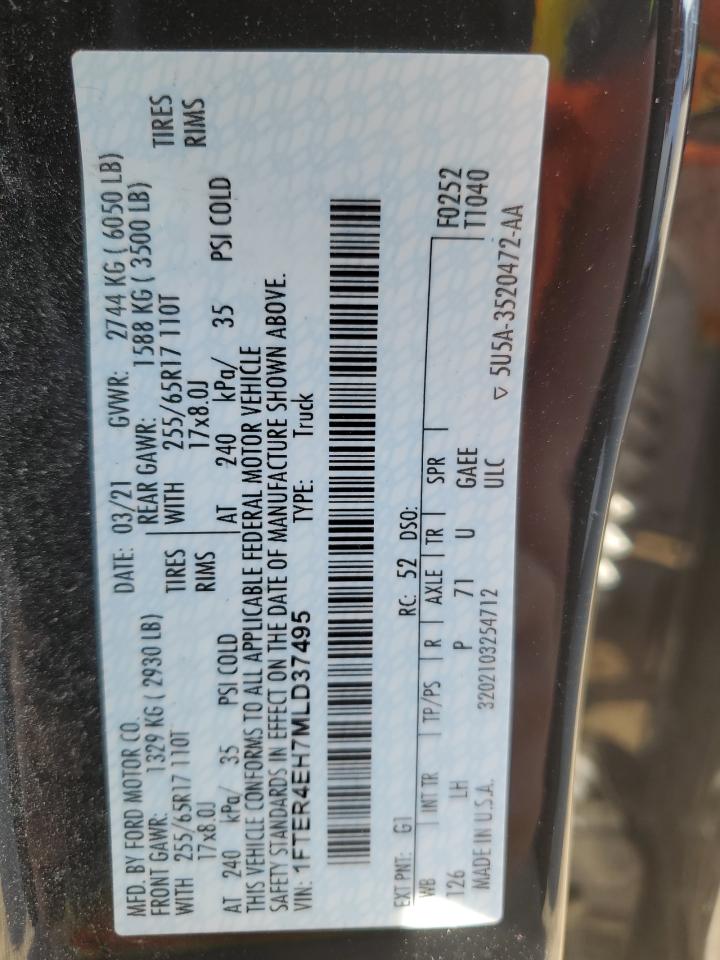 MFD. BY FORD MOTOR CO. DATE: 03/21 GVWR: 2744 KG ( 6050 LB)
FRONT GAWR: 1329 KG ( 2930 LB) REAR GAWR: 1588 KG ( 3500 LB)
WITH 255/65R17 110T TIRES WITH 255/65R17 110T TIRES
17x8.0J RIMS 17x8.0J RIMS
AT 240 kPa/ 35 PSI COLD AT 240 kPa/ 35 PSI COLD
THIS VEHICLE CONFORMS TO ALL APPLICABLE FEDERAL MOTOR VEHICLE
SAFETY STANDARDS IN EFFECT ON THE DATE OF MANUFACTURE SHOWN ABOVE.
VIN: 1FTER4EH7MLD37495 TYPE: Truck
EXT PNT: G1 RC: 52 DSO: F0252
WB INT TR TP/PS R AXLE TR SPR T1040
126 LH P 71 U GAEE
MADE IN U.S.A. 3202103254712 ULC ▽ 5U5A-3520472-AA